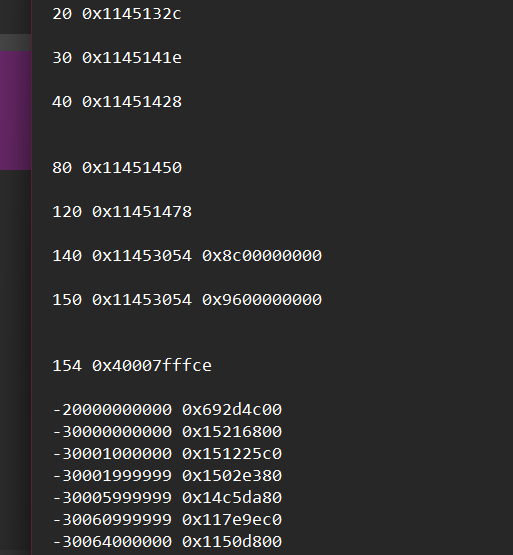 20 0x1145132c
30 0x1145141e
40 0x11451428
80 0x11451450
120 0x11451478
140 0x11453054 0x8c00000000
150 0x11453054 0x9600000000
154 0x40007fffce
-20000000000 0x692d4c00
-30000000000 0x15216800
-30001000000 0x151225c0
-30001999999 0x1502e380
-30005999999 0x14c5da80
-30060999999 0x117e9ec0
-30064000000 0x1150d800